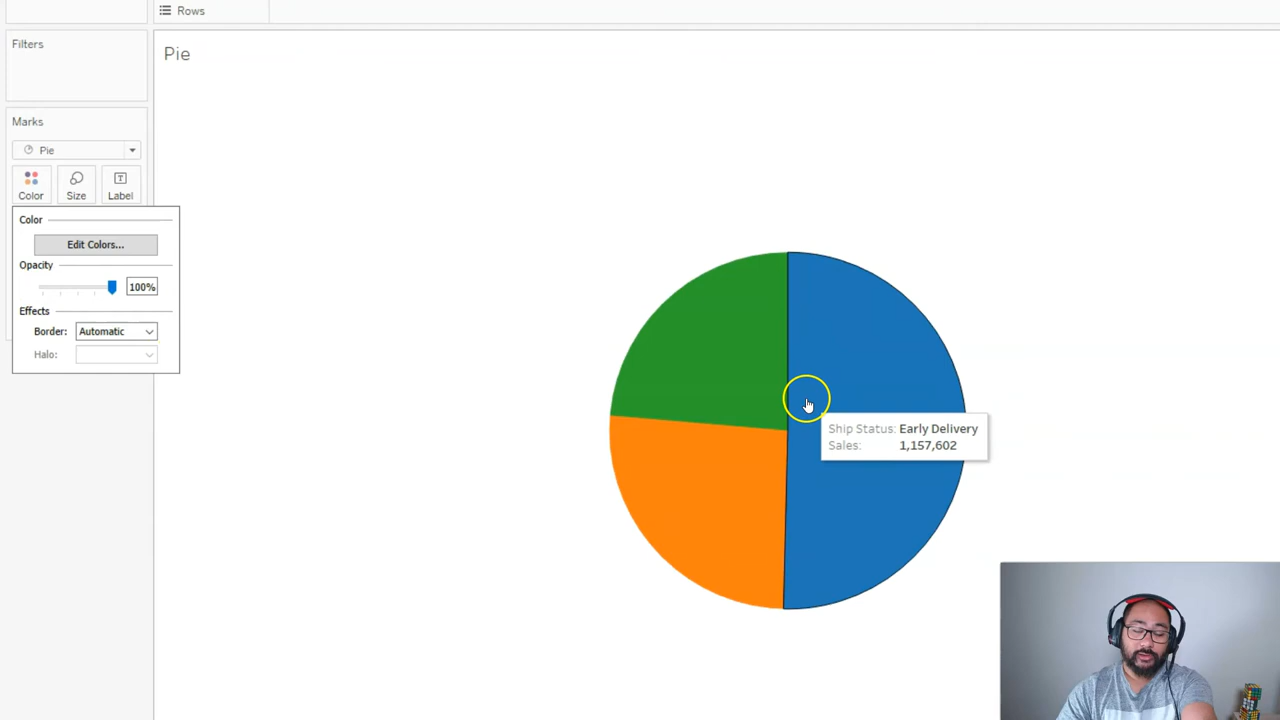 Rows
Filters
Pie
Marks
Pie
Color Size Label
Color
Edit Colors...
Opacity
100%
Effects
Border: Automatic
Halo:
Ship Status: Early Delivery
Sales: 1,157,602